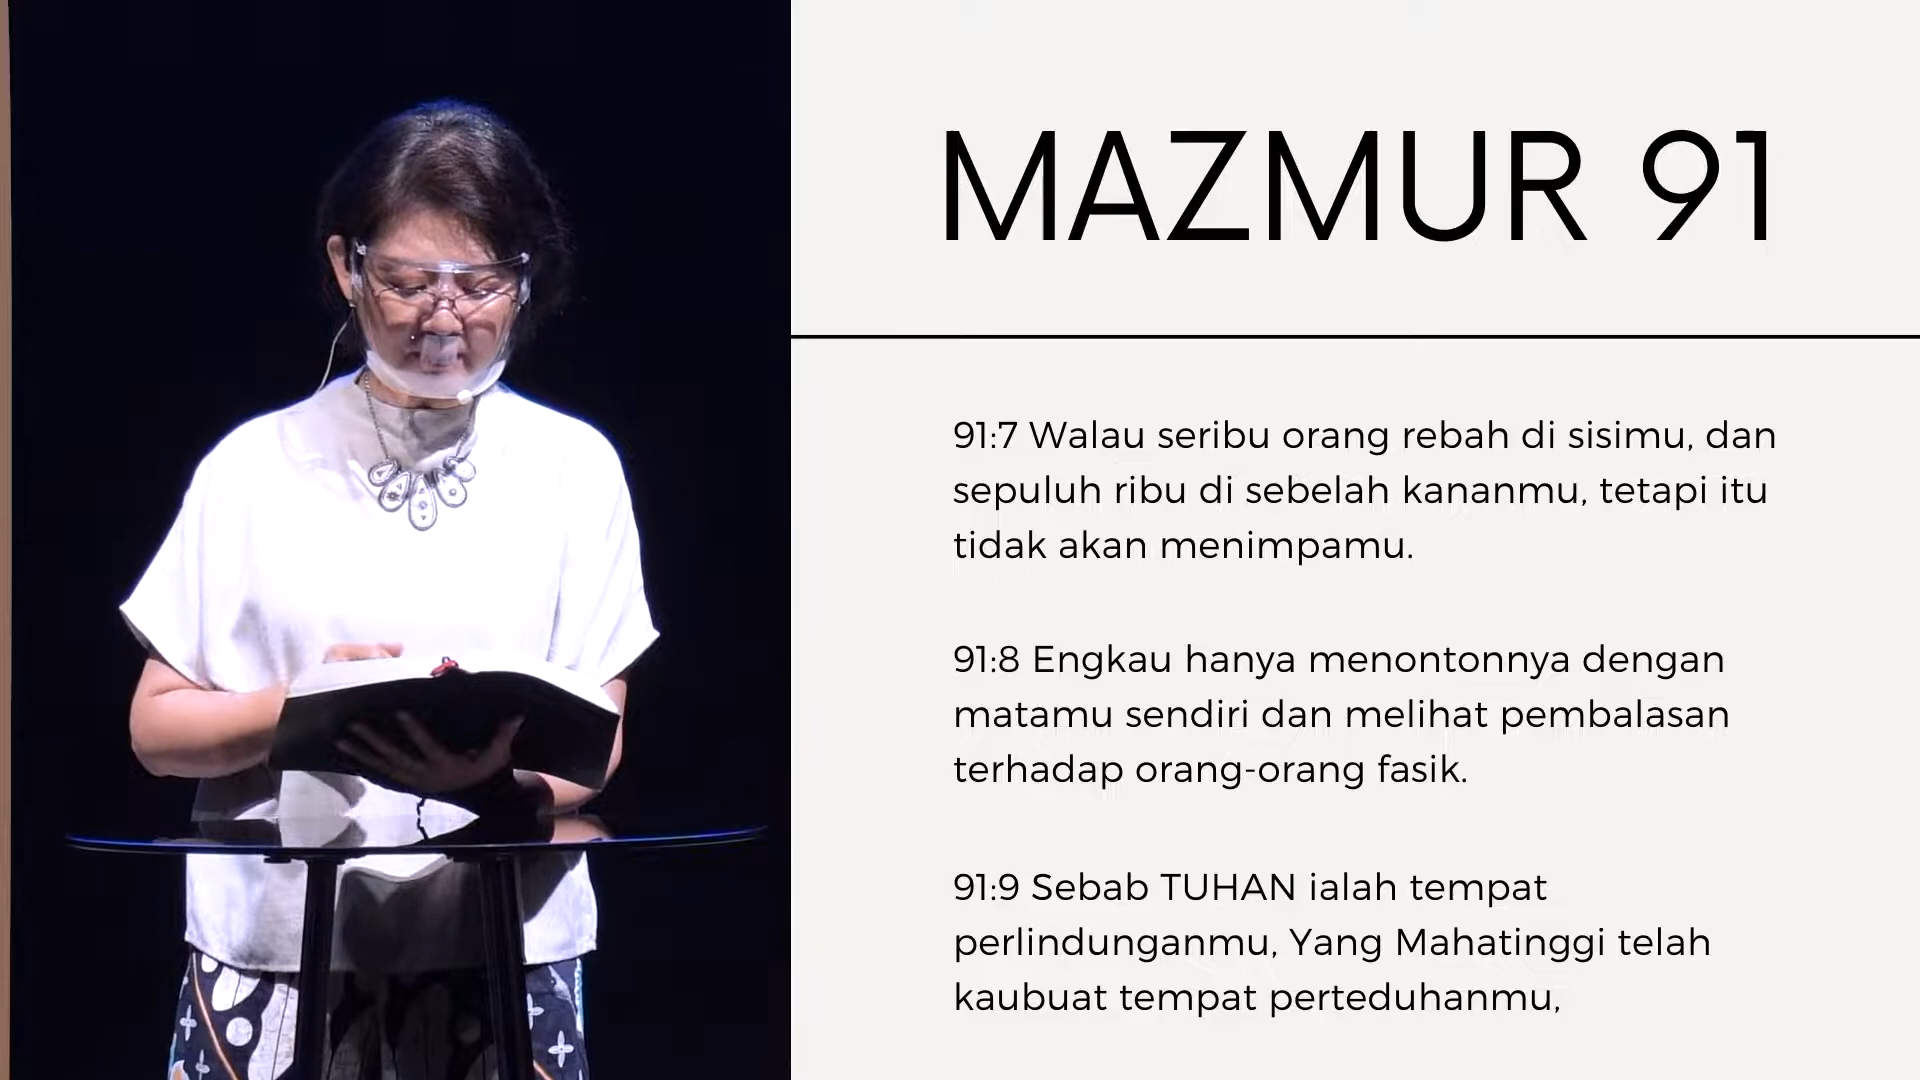 MAZMUR 91
91:7 Walau seribu orang rebah di sisimu, dan
sepuluh ribu di sebelah kananmu, tetapi itu
tidak akan menimpamu.
91:8 Engkau hanya menontonnya dengan
matamu sendiri dan melihat pembalasan
terhadap orang-orang fasik.
91:9 Sebab TUHAN ialah tempat
perlindunganmu, Yang Mahatinggi telah
kaubuat tempat perteduhanmu,